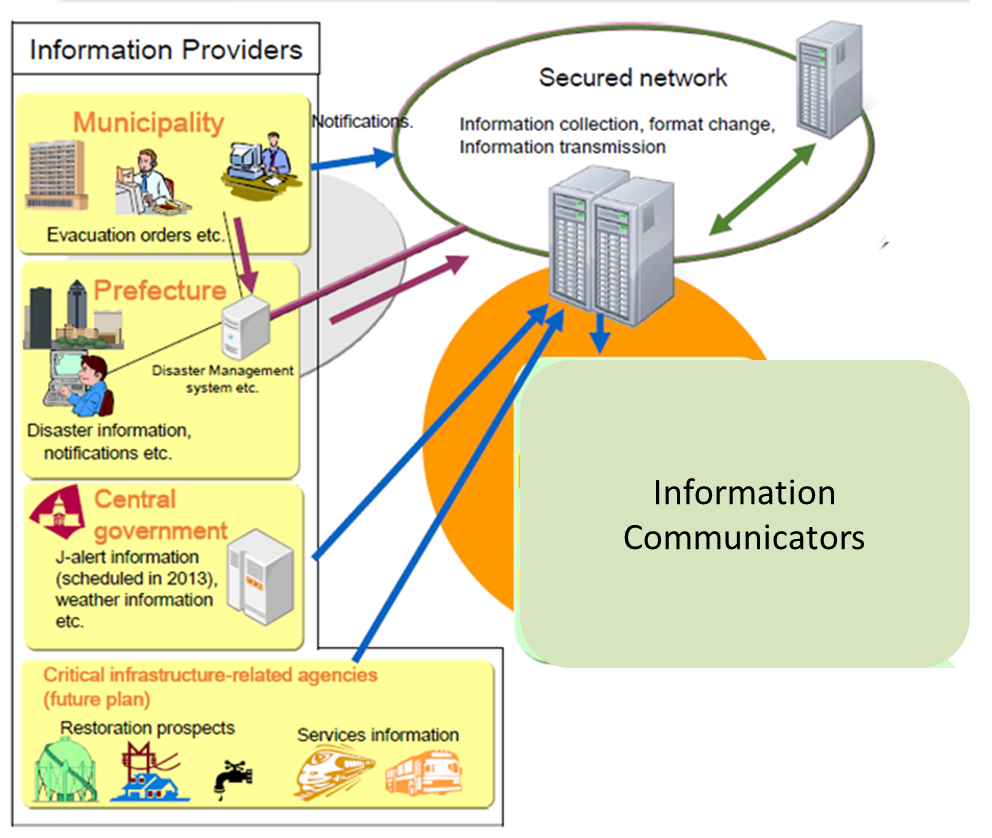 Information Providers
Municipality
Evacuation orders etc.
Notifications.
Secured network
Information collection, format change,
Information transmission
Prefecture
Disaster Management
system etc.
Disaster information,
notifications etc.
Central
government
J-alert information
(scheduled in 2013),
weather information
etc.
Critical infrastructure-related agencies
(future plan)
Restoration prospects
Services information
Information
Communicators